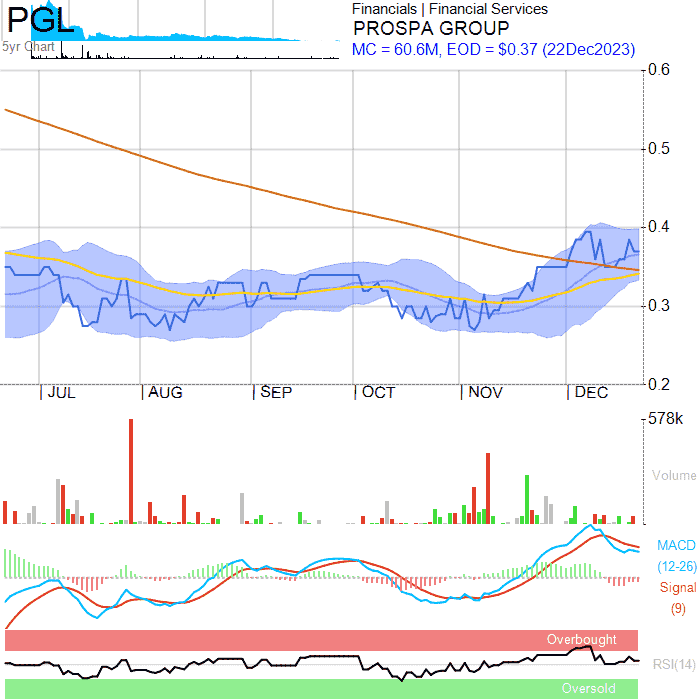 PGL
5yr Chart
Financials | Financial Services
PROSPA GROUP
MC = 60.6M, EOD = $0.37 (22Dec2023)
0.6
0.5
0.4
0.3
0.2
| JUL | AUG | SEP | OCT | NOV | DEC
578k
Volume
MACD
(12-26)
Signal
(9)
Overbought
RSI(14)
Oversold